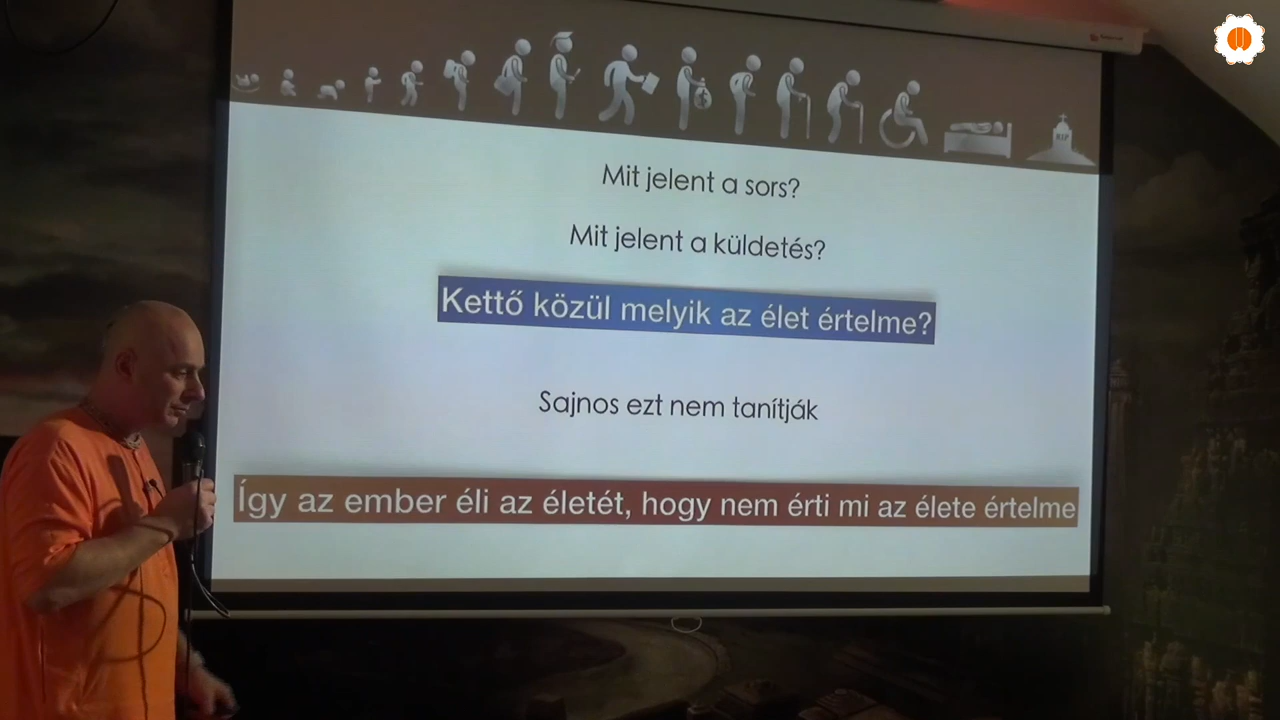 RIP
Mit jelent a sors?
Mit jelent a küldetés?
Kettő közül melyik az élet értelme?
Sajnos ezt nem tanítják
Így az ember éli az életét, hogy nem érti mi az élete értelme